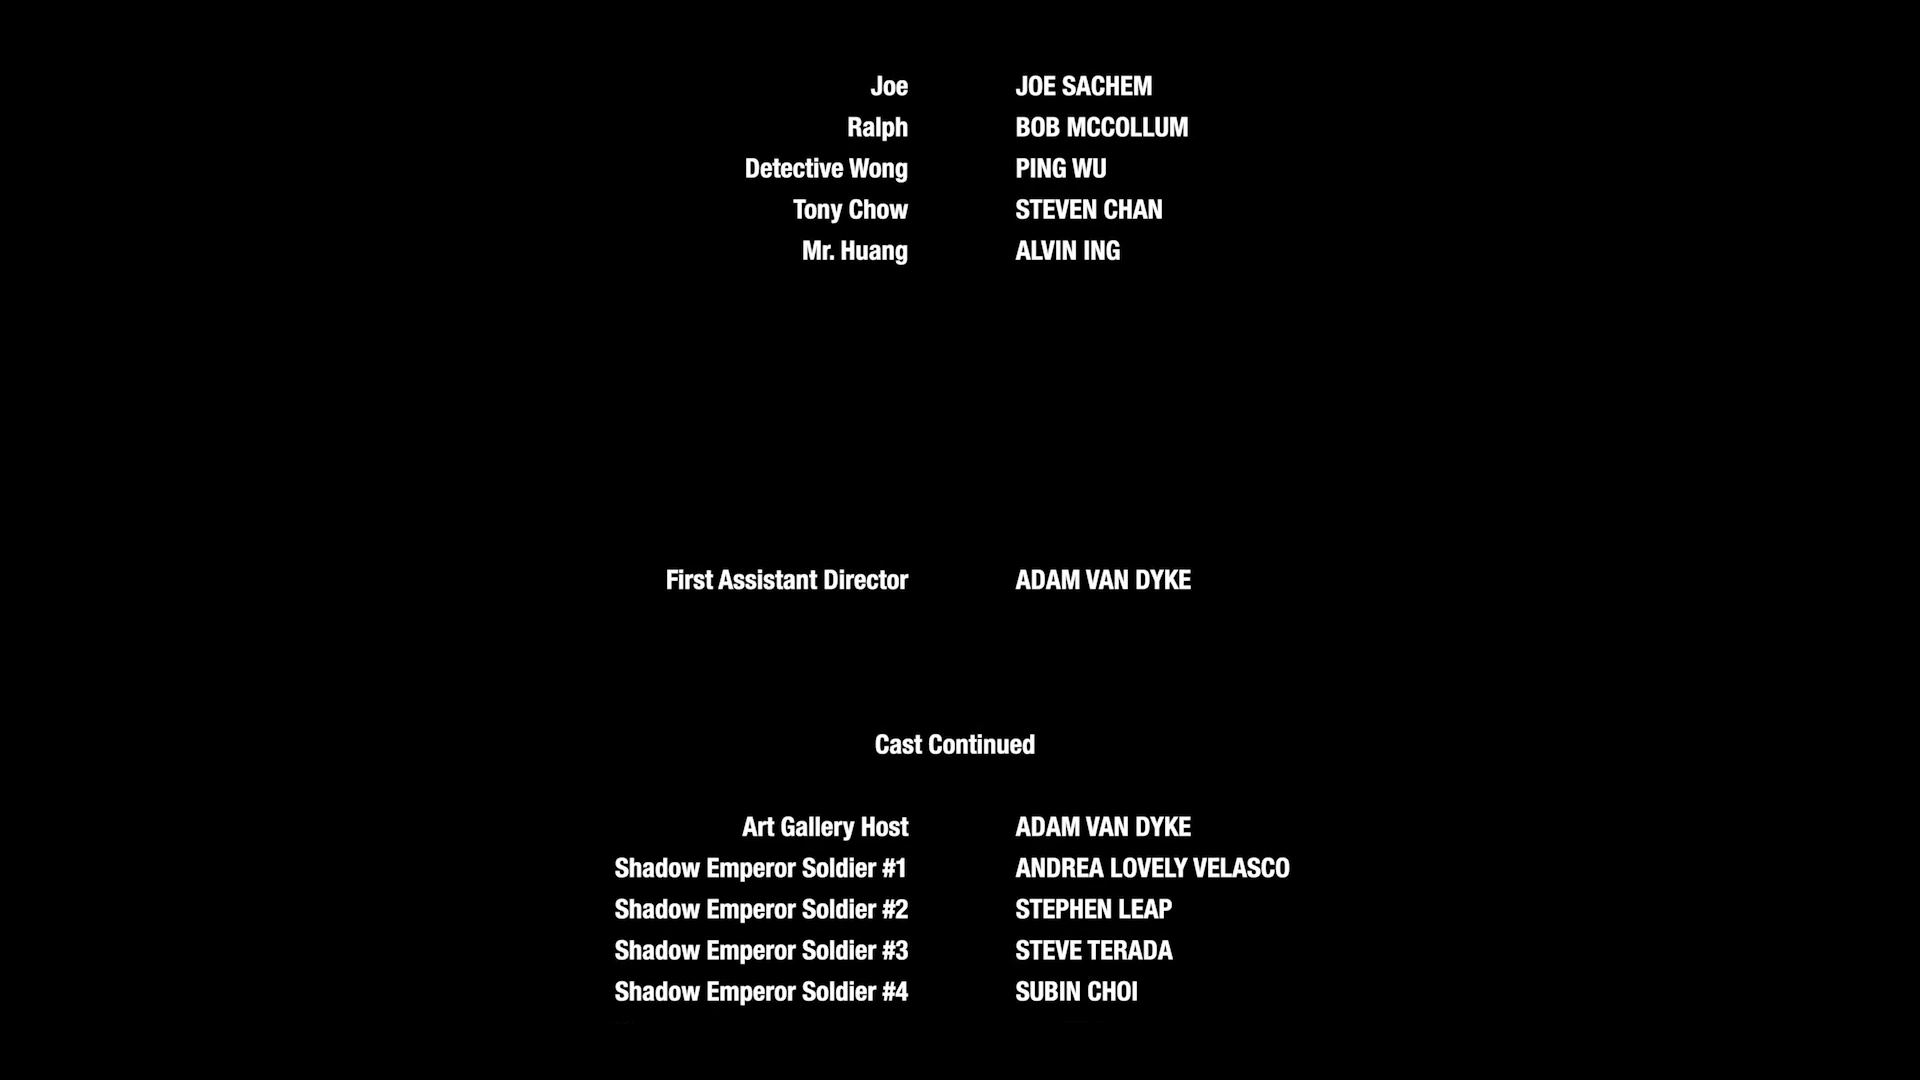 Joe JOE SACHEM
Ralph BOB MCCOLLUM
Detective Wong PING WU
Tony Chow STEVEN CHAN
Mr. Huang ALVIN ING
First Assistant Director ADAM VAN DYKE
Cast Continued
Art Gallery Host ADAM VAN DYKE
Shadow Emperor Soldier #1 ANDREA LOVELY VELASCO
Shadow Emperor Soldier #2 STEPHEN LEAP
Shadow Emperor Soldier #3 STEVE TERADA
Shadow Emperor Soldier #4 SUBIN CHOI